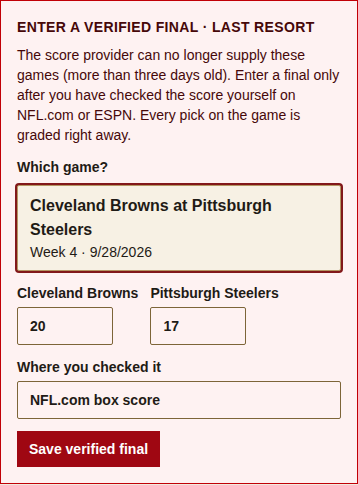 ENTER A VERIFIED FINAL · LAST RESORT
The score provider can no longer supply these
games (more than three days old). Enter a final only
after you have checked the score yourself on
NFL.com or ESPN. Every pick on the game is
graded right away.
Which game?
Cleveland Browns at Pittsburgh
Steelers
Week 4 · 9/28/2026
Cleveland Browns Pittsburgh Steelers
20 17
Where you checked it
NFL.com box score
Save verified final